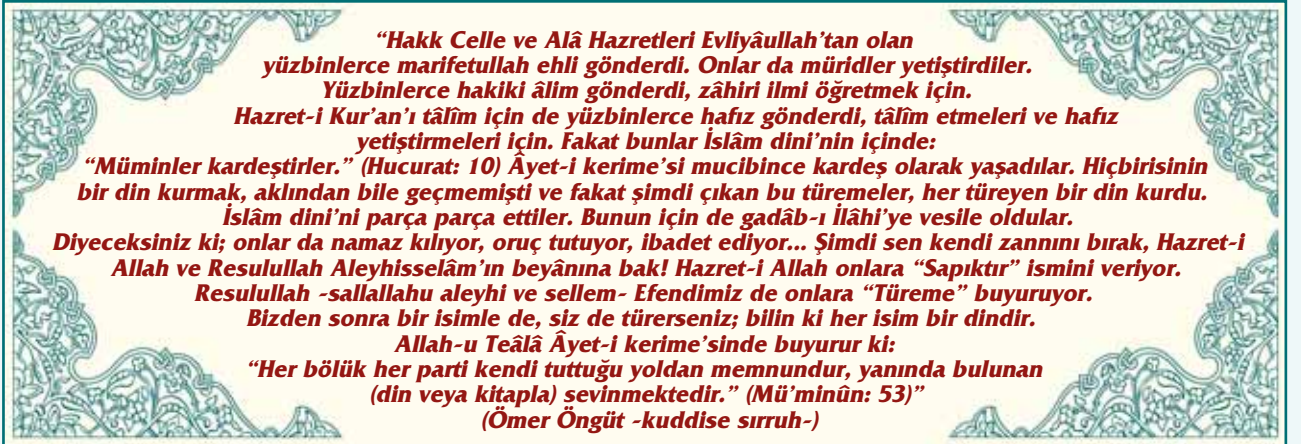 “Hakk Celle ve Alâ Hazretleri Evliyâullah’tan olan
yüzbinlerce marifetullah ehli gönderdi. Onlar da müridler yetiştirdiler.
Yüzbinlerce hakiki âlim gönderdi, zâhiri ilmi öğretmek için.
Hazret-i Kur’an’ı tâlîm için de yüzbinlerce hafız gönderdi, tâlîm etmeleri ve hafız
yetiştirmeleri için. Fakat bunlar İslâm dini’nin içinde:
“Müminler kardeştirler.” (Hucurat: 10) Âyet-i kerime’si mucibince kardeş olarak yaşadılar. Hiçbirisinin
bir din kurmak, aklından bile geçmemişti ve fakat şimdi çıkan bu türemeler, her türeyen bir din kurdu.
İslâm dini’ni parça parça ettiler. Bunun için de gadâb-ı İlâhi’ye vesile oldular.
Diyeceksiniz ki; onlar da namaz kılıyor, oruç tutuyor, ibadet ediyor... Şimdi sen kendi zannını bırak, Hazret-i
Allah ve Resulullah Aleyhisselâm’ın beyânına bak! Hazret-i Allah onlara “Sapıktır” ismini veriyor.
Resulullah -sallallahu aleyhi ve sellem- Efendimiz de onlara “Türeme” buyuruyor.
Bizden sonra bir isimle de, siz de türerseniz; bilin ki her isim bir dindir.
Allah-u Teâlâ Âyet-i kerime’sinde buyurur ki:
“Her bölük her parti kendi tuttuğu yoldan memnundur, yanında bulunan
(din veya kitapla) sevinmektedir.” (Mü’minûn: 53)”
(Ömer Öngüt -kuddise sırruh-)